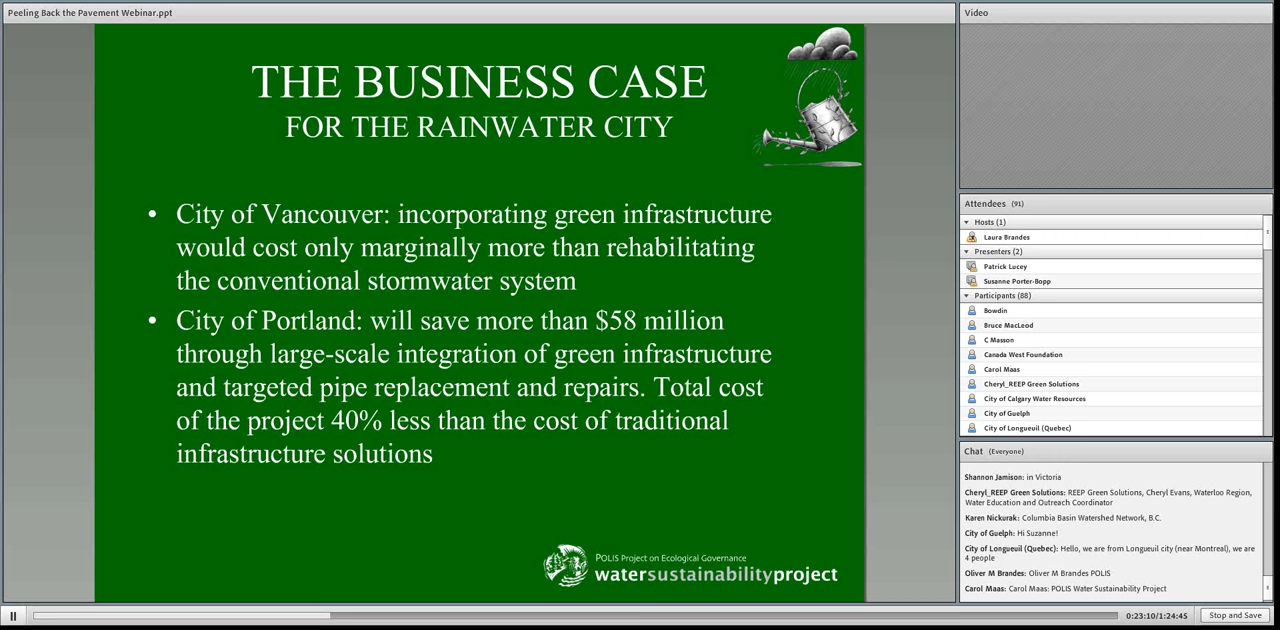 Peeling Back the Pavement Webinar.ppt
THE BUSINESS CASE
FOR THE RAINWATER CITY
• City of Vancouver: incorporating green infrastructure
would cost only marginally more than rehabilitating
the conventional stormwater system
• City of Portland: will save more than $58 million
through large-scale integration of green infrastructure
and targeted pipe replacement and repairs. Total cost
of the project 40% less than the cost of traditional
infrastructure solutions
POLIS Project on Ecological Governance
watersustainabilityproject
Video
Attendees (91)
Hosts (1)
Laura Brandes
Presenters (2)
Patrick Lucey
Susanne Porter-Bopp
Participants (88)
Bowdin
Bruce MacLeod
C Masson
Canada West Foundation
Carol Maas
Cheryl_REEP Green Solutions
City of Calgary Water Resources
City of Guelph
City of Longueuil (Quebec)
Chat (Everyone)
Shannon Jamison: in Victoria
Cheryl_REEP Green Solutions: REEP Green Solutions, Cheryl Evans, Waterloo Region,
Water Education and Outreach Coordinator
Karen Nickurak: Columbia Basin Watershed Network, B.C.
City of Guelph: Hi Suzanne!
City of Longueuil (Quebec): Hello, we are from Longueuil city (near Montreal), we are
4 people
Oliver M Brandes: Oliver M Brandes POLIS
Carol Maas: Carol Maas: POLIS Water Sustainability Project
0:23:10/1:24:45
Stop and Save